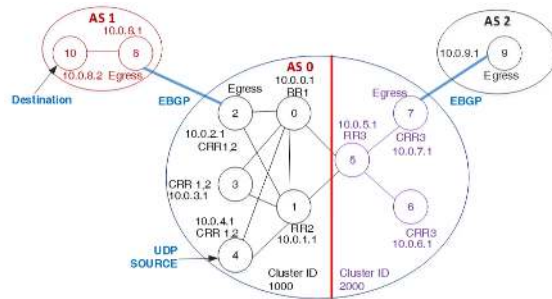 AS 1
10.0.8.1
10
8
10.0.8.2
Egress
Destination
EBGP
AS 2
10.0.9.1
9
Egress
EBGP
AS 0
10.0.0.1
RR1
Egress
2
0
10.0.2.1
CRR1,2
CRR 1,2
10.0.3.1
3
10.0.4.1
CRR 1,2
4
1
RR2
10.0.1.1
UDP
SOURCE
Cluster ID
1000
Cluster ID
2000
10.0.5.1
RR3
5
Egress
7
CRR3
10.0.7.1
6
CRR3
10.0.6.1